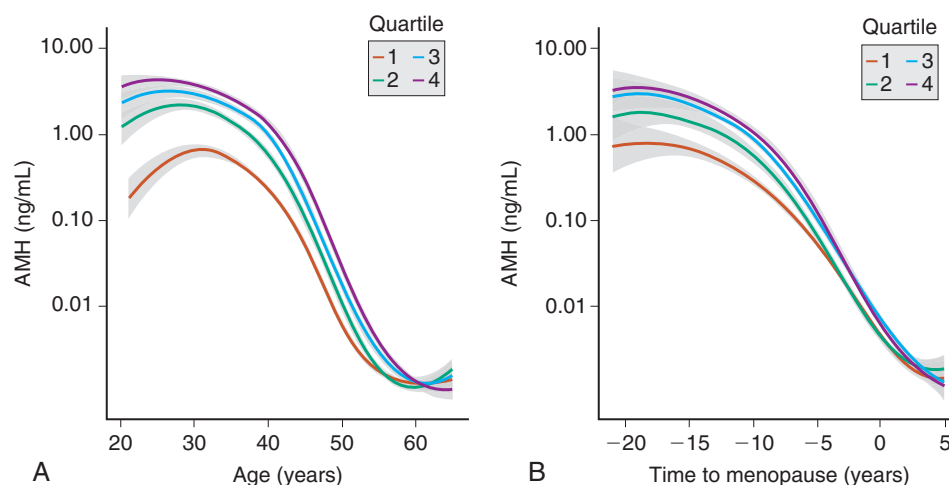 Quartile
1 3
2 4
10.00
1.00
0.10
0.01
AMH (ng/mL)
20 30 40 50 60
Age (years)
A
Quartile
1 3
2 4
10.00
1.00
0.10
0.01
AMH (ng/mL)
−20 −15 −10 −5 0 5
Time to menopause (years)
B